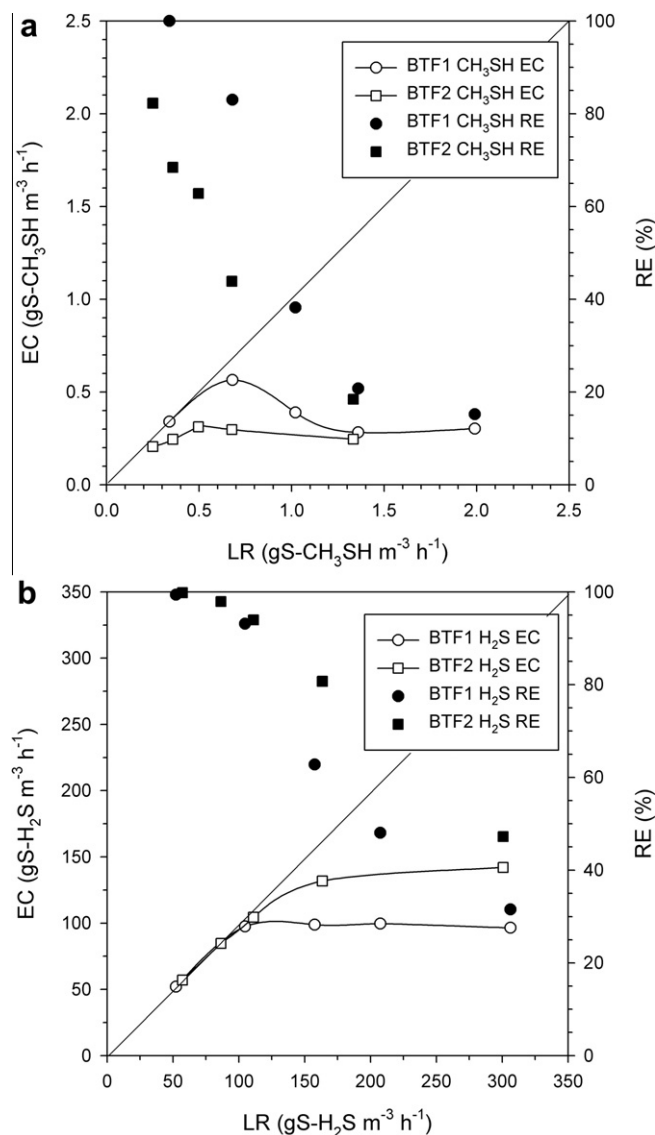 a
2.5
2.0
1.5
1.0
0.5
0.0
EC (gS-CH₃SH m⁻³ h⁻¹)
BTF1 CH₃SH EC
BTF2 CH₃SH EC
BTF1 CH₃SH RE
BTF2 CH₃SH RE
100
80
60
40
20
0
RE (%)
0.0 0.5 1.0 1.5 2.0 2.5
LR (gS-CH₃SH m⁻³ h⁻¹)
b
350
300
250
200
150
100
50
0
EC (gS-H₂S m⁻³ h⁻¹)
BTF1 H₂S EC
BTF2 H₂S EC
BTF1 H₂S RE
BTF2 H₂S RE
100
80
60
40
20
0
RE (%)
0 50 100 150 200 250 300 350
LR (gS-H₂S m⁻³ h⁻¹)